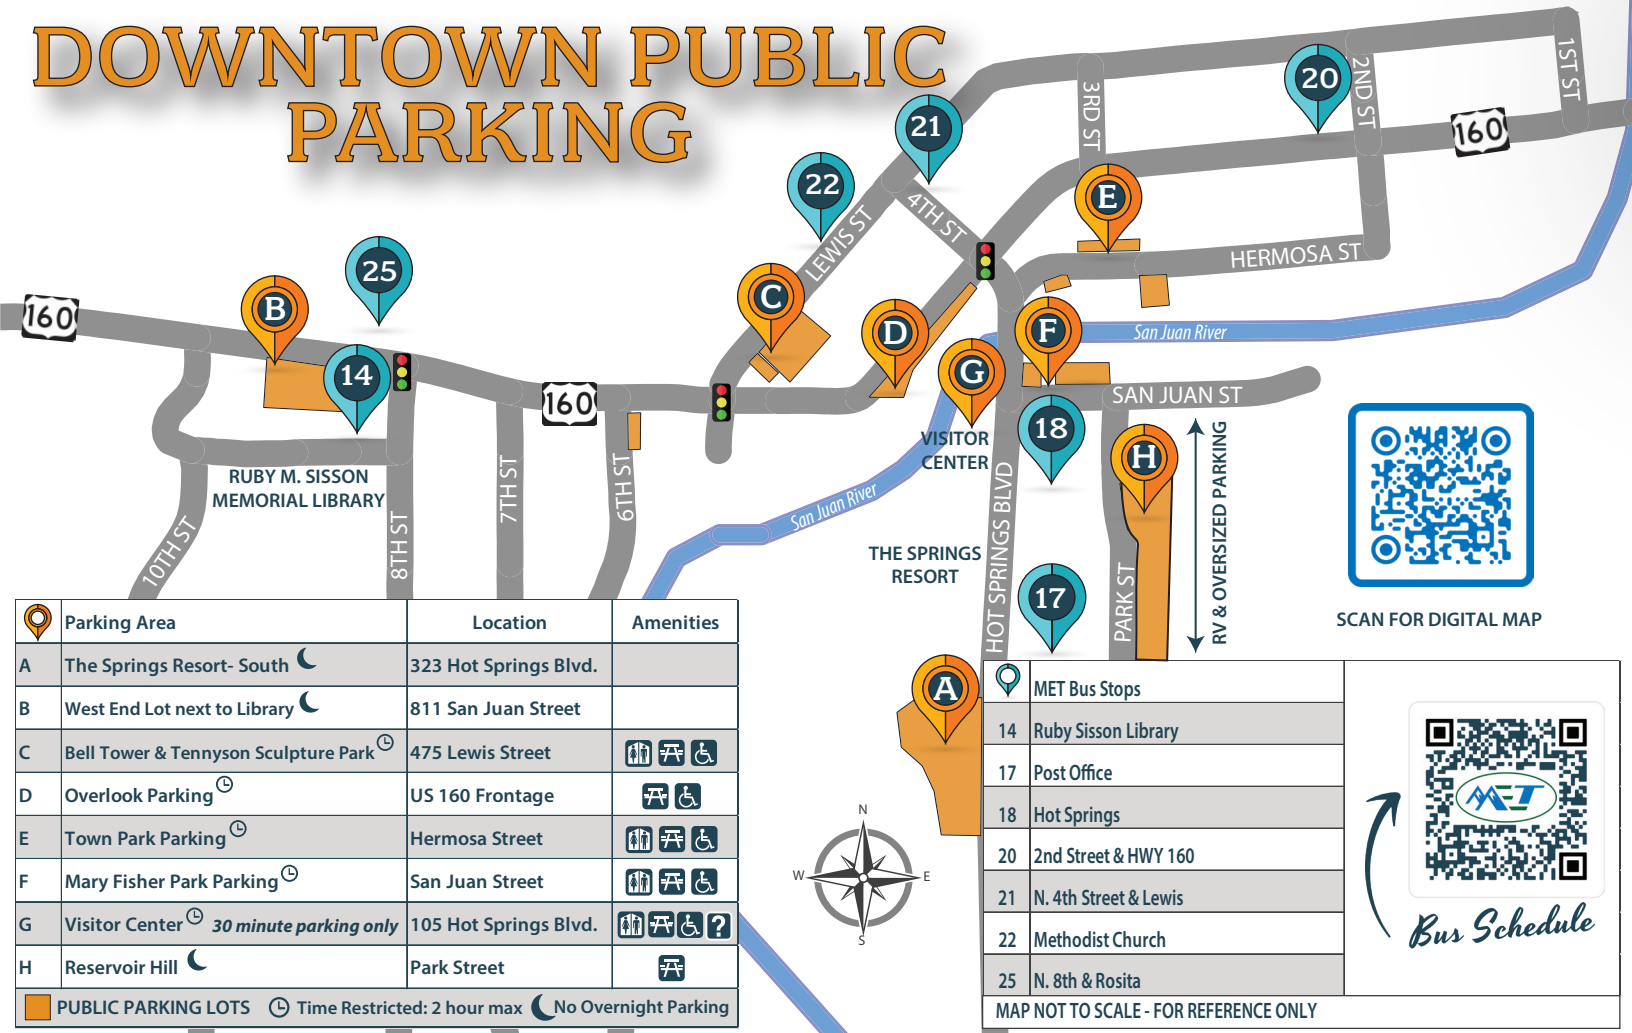 DOWNTOWN PUBLIC
PARKING
20
2ND ST
1ST ST
3RD ST
160
21
22
E
4TH ST
LEWIS ST
HERMOSA ST
25
B
160
C
D
F
San Juan River
14
G
160
SAN JUAN ST
18
VISITOR
CENTER
H
RUBY M. SISSON
MEMORIAL LIBRARY
10TH ST
8TH ST
7TH ST
6TH ST
San Juan River
HOT SPRINGS BLVD
THE SPRINGS
RESORT
17
PARK ST
RV & OVERSIZED PARKING
SCAN FOR DIGITAL MAP
A
Parking Area Location Amenities
A The Springs Resort- South 323 Hot Springs Blvd.
B West End Lot next to Library 811 San Juan Street
C Bell Tower & Tennyson Sculpture Park 475 Lewis Street
D Overlook Parking US 160 Frontage
E Town Park Parking Hermosa Street
F Mary Fisher Park Parking San Juan Street
G Visitor Center 30 minute parking only 105 Hot Springs Blvd. ?
H Reservoir Hill Park Street
PUBLIC PARKING LOTS Time Restricted: 2 hour max No Overnight Parking
N
W E
S
MET Bus Stops
14 Ruby Sisson Library
17 Post Office
18 Hot Springs
20 2nd Street & HWY 160
21 N. 4th Street & Lewis
22 Methodist Church
25 N. 8th & Rosita
MAP NOT TO SCALE - FOR REFERENCE ONLY
MET
Bus Schedule